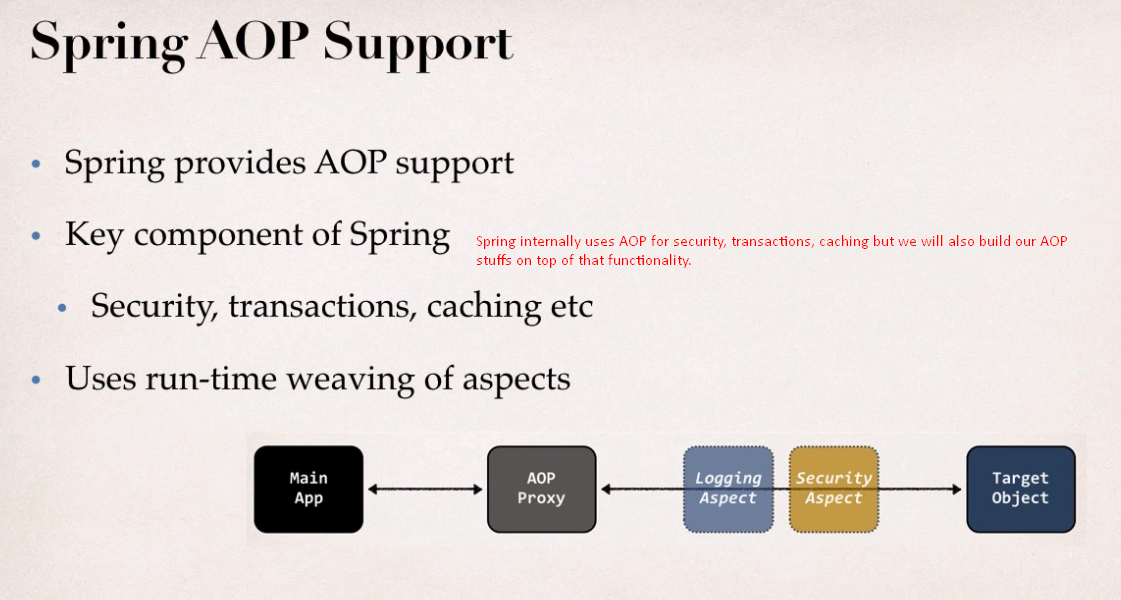 Spring AOP Support
• Spring provides AOP support
• Key component of Spring
Spring internally uses AOP for security, transactions, caching but we will also build our AOP
stuffs on top of that functionality.
• Security, transactions, caching etc
• Uses run-time weaving of aspects
Main
App
AOP
Proxy
Logging
Aspect
Security
Aspect
Target
Object